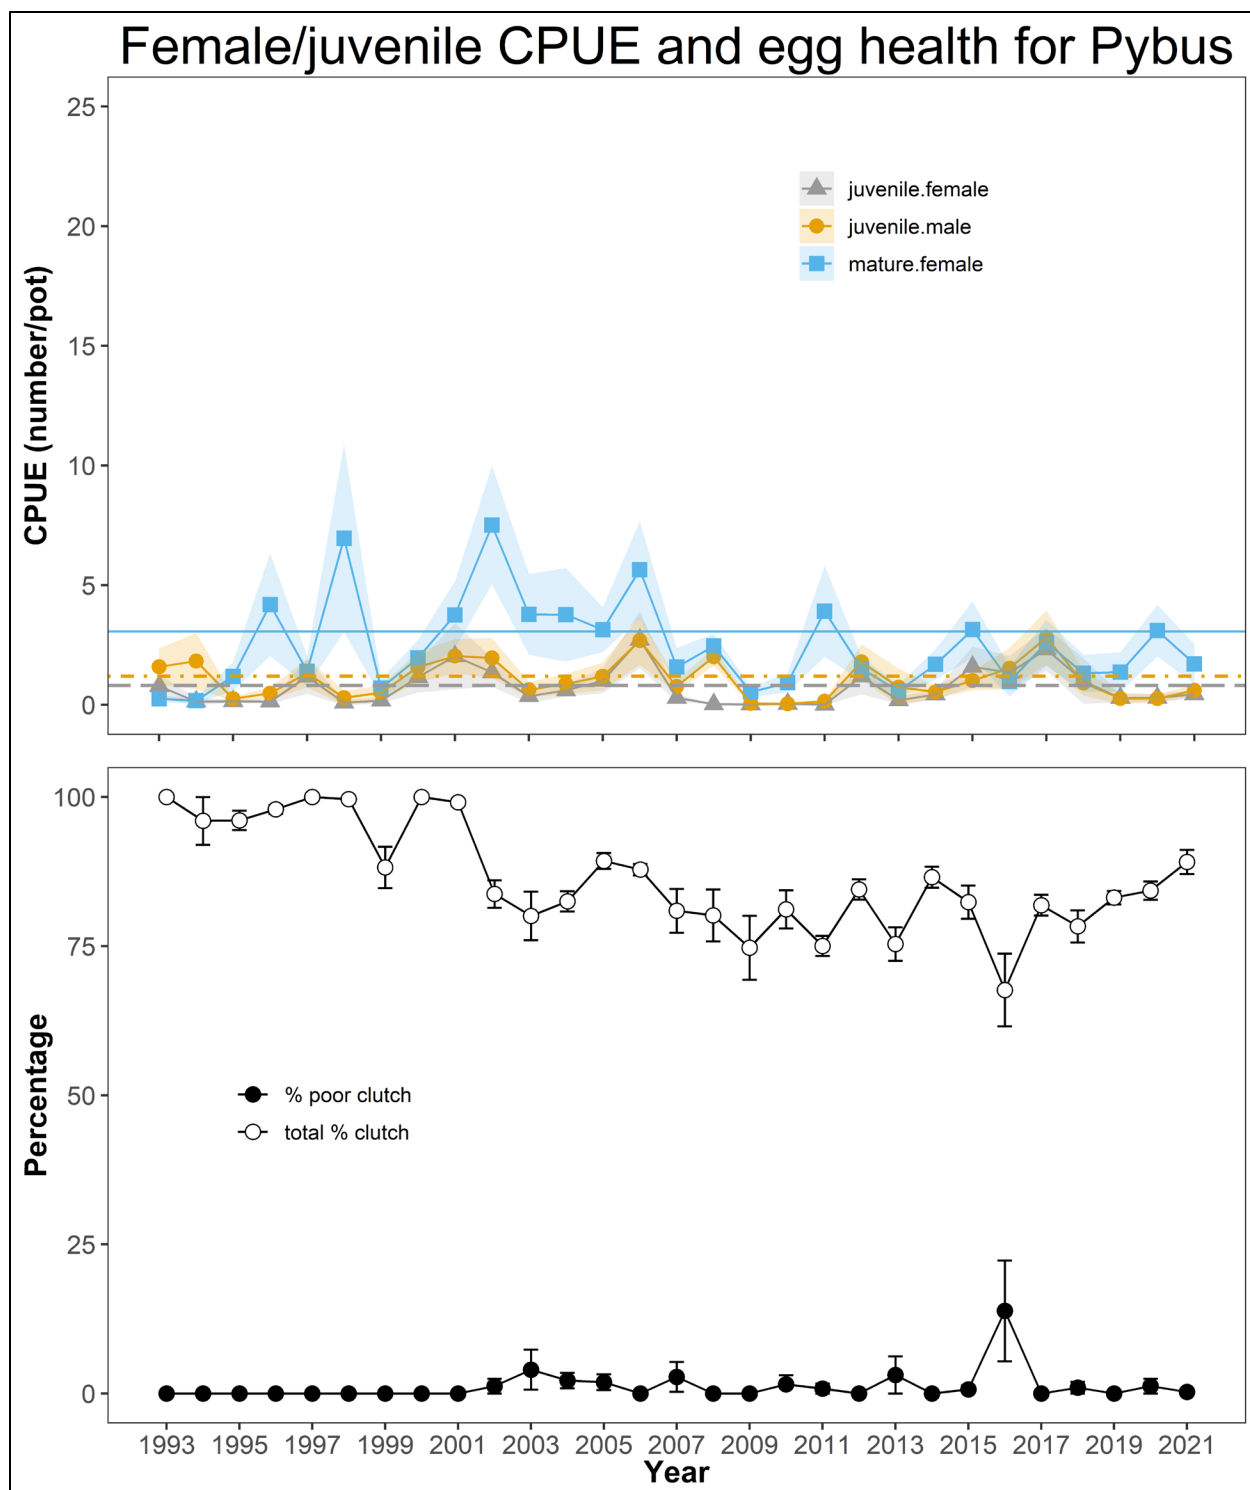 Female/juvenile CPUE and egg health for Pybus
CPUE (number/pot)
25
20
15
10
5
0
juvenile.female
juvenile.male
mature.female
Percentage
100
75
50
25
0
% poor clutch
total % clutch
1993 1995 1997 1999 2001 2003 2005 2007 2009 2011 2013 2015 2017 2019 2021
Year